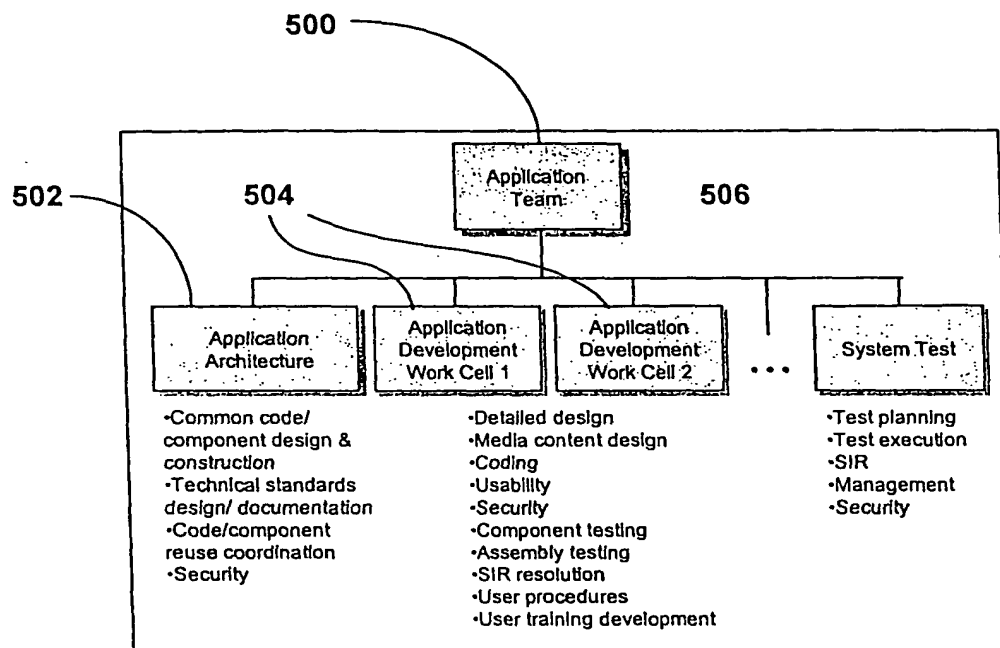 500
502
504
506
Application
Team
Application
Architecture
Application
Development
Work Cell 1
Application
Development
Work Cell 2
...
System Test
•Common code/
component design &
construction
•Technical standards
design/ documentation
•Code/component
reuse coordination
•Security
•Detailed design
•Media content design
•Coding
•Usability
•Security
•Component testing
•Assembly testing
•SIR resolution
•User procedures
•User training development
•Test planning
•Test execution
•SIR
•Management
•Security